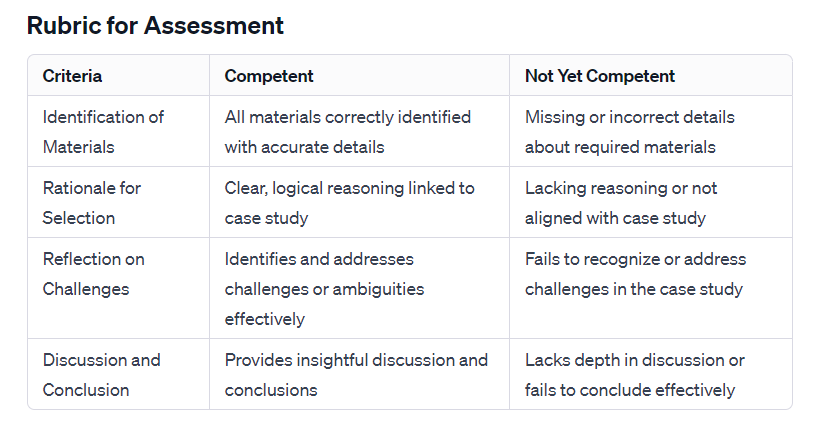 Rubric for Assessment
Criteria Competent Not Yet Competent
Identification of Materials All materials correctly identified with accurate details Missing or incorrect details about required materials
Rationale for Selection Clear, logical reasoning linked to case study Lacking reasoning or not aligned with case study
Reflection on Challenges Identifies and addresses challenges or ambiguities effectively Fails to recognize or address challenges in the case study
Discussion and Conclusion Provides insightful discussion and conclusions Lacks depth in discussion or fails to conclude effectively